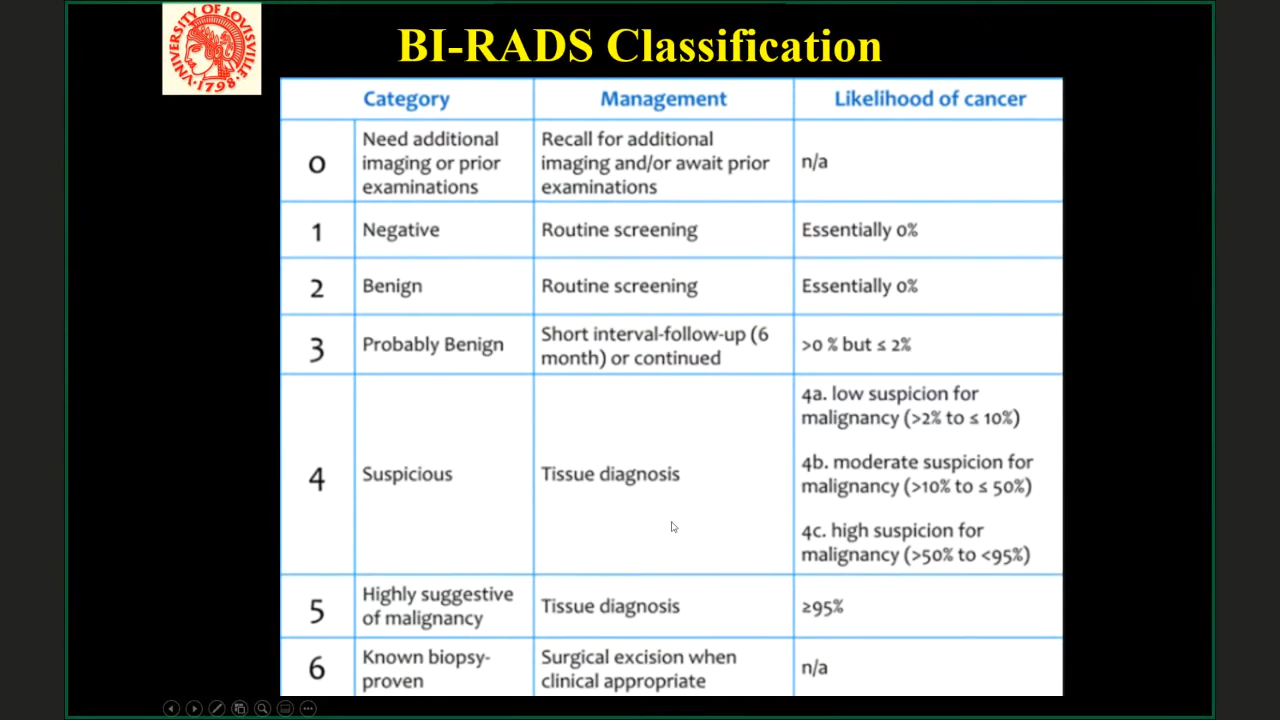 UNIVERSITY OF LOVISVILLE
·1798·
BI-RADS Classification
Category Management Likelihood of cancer
0
Need additional
imaging or prior
examinations
Recall for additional
imaging and/or await prior
examinations
n/a
1
Negative
Routine screening
Essentially 0%
2
Benign
Routine screening
Essentially 0%
3
Probably Benign
Short interval-follow-up (6
month) or continued
>0 % but ≤ 2%
4
Suspicious
Tissue diagnosis
4a. low suspicion for
malignancy (>2% to ≤ 10%)
4b. moderate suspicion for
malignancy (>10% to ≤ 50%)
4c. high suspicion for
malignancy (>50% to <95%)
5
Highly suggestive
of malignancy
Tissue diagnosis
≥95%
6
Known biopsy-
proven
Surgical excision when
clinical appropriate
n/a